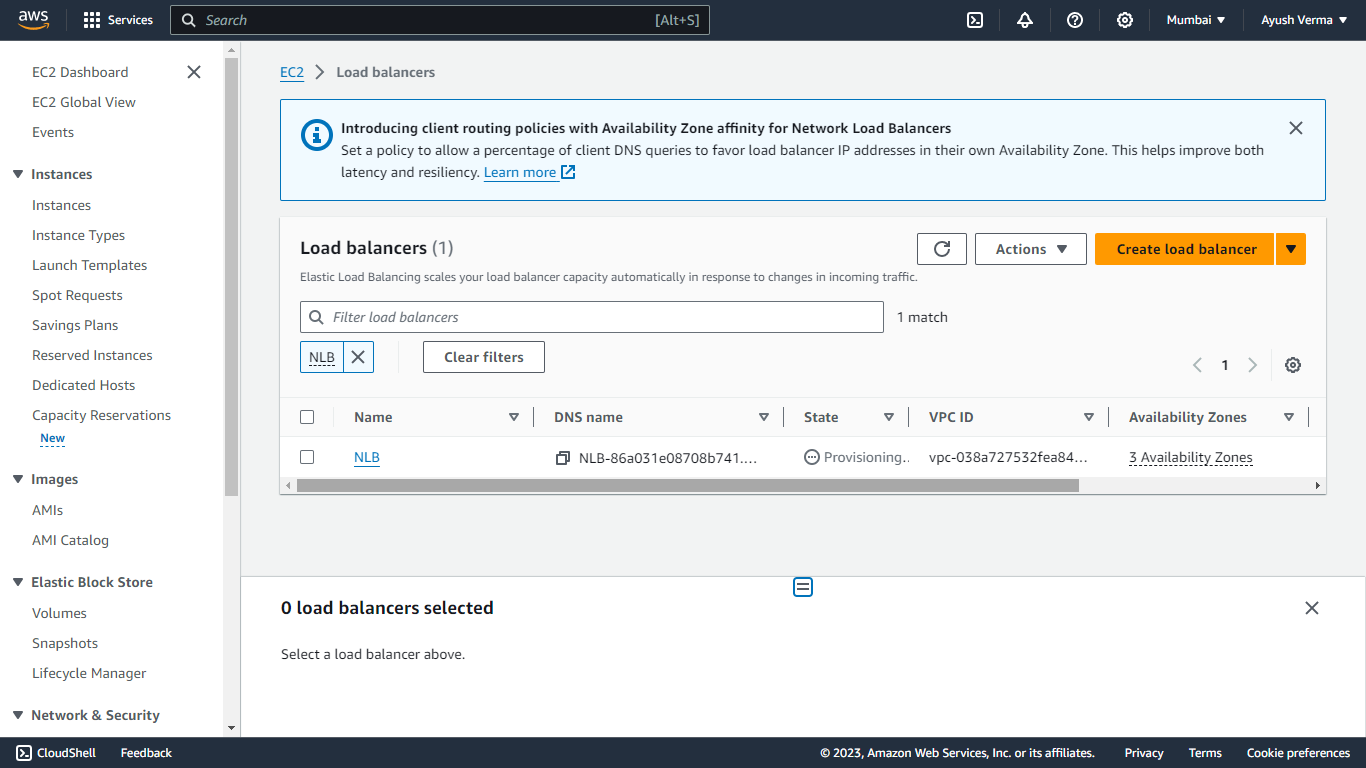 aws
Services
Search [Alt+S]
Mumbai
Ayush Verma
EC2 Dashboard
EC2 Global View
Events
Instances
Instances
Instance Types
Launch Templates
Spot Requests
Savings Plans
Reserved Instances
Dedicated Hosts
Capacity Reservations
New
Images
AMIs
AMI Catalog
Elastic Block Store
Volumes
Snapshots
Lifecycle Manager
Network & Security
EC2 Load balancers
Introducing client routing policies with Availability Zone affinity for Network Load Balancers
Set a policy to allow a percentage of client DNS queries to favor load balancer IP addresses in their own Availability Zone. This helps improve both
latency and resiliency. Learn more
Load balancers (1)
Actions
Create load balancer
Elastic Load Balancing scales your load balancer capacity automatically in response to changes in incoming traffic.
Filter load balancers
1 match
NLB
Clear filters
1
Name DNS name State VPC ID Availability Zones
NLB NLB-86a031e08708b741.... Provisioning.. vpc-038a727532fea84... 3 Availability Zones
0 load balancers selected
Select a load balancer above.
CloudShell Feedback © 2023, Amazon Web Services, Inc. or its affiliates. Privacy Terms Cookie preferences